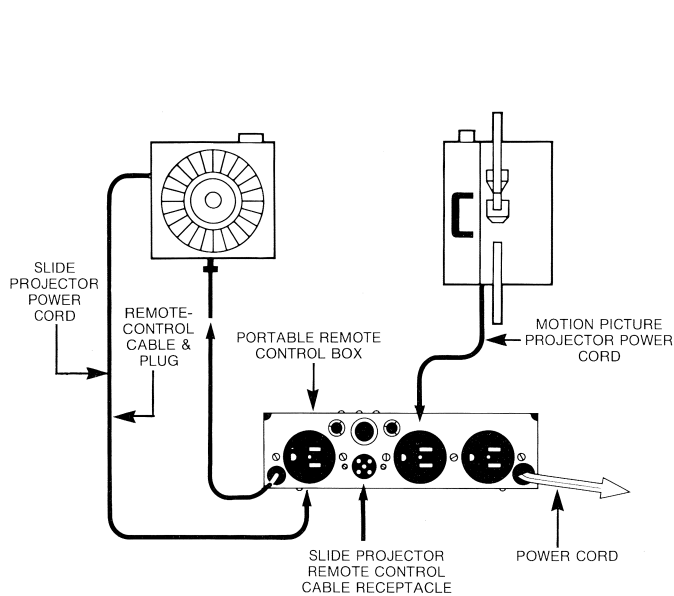 SLIDE
PROJECTOR
POWER
CORD
REMOTE-
CONTROL
CABLE &
PLUG
PORTABLE REMOTE
CONTROL BOX
MOTION PICTURE
PROJECTOR POWER
CORD
SLIDE PROJECTOR
REMOTE CONTROL
CABLE RECEPTACLE
POWER CORD